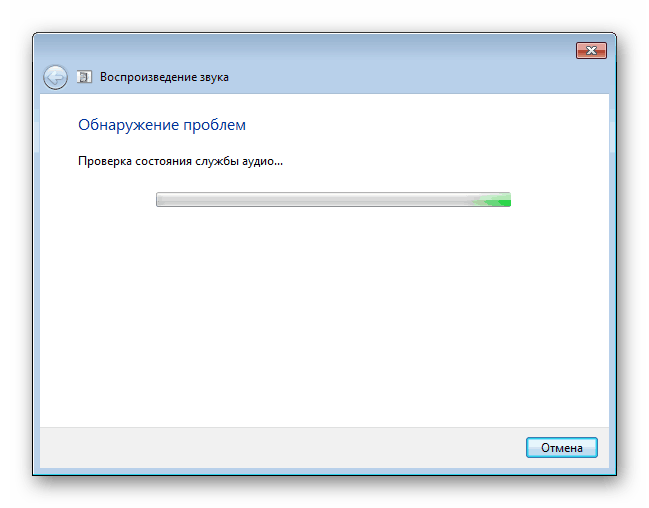 Воспроизведение звука
Обнаружение проблем
Проверка состояния службы аудио...
Отмена